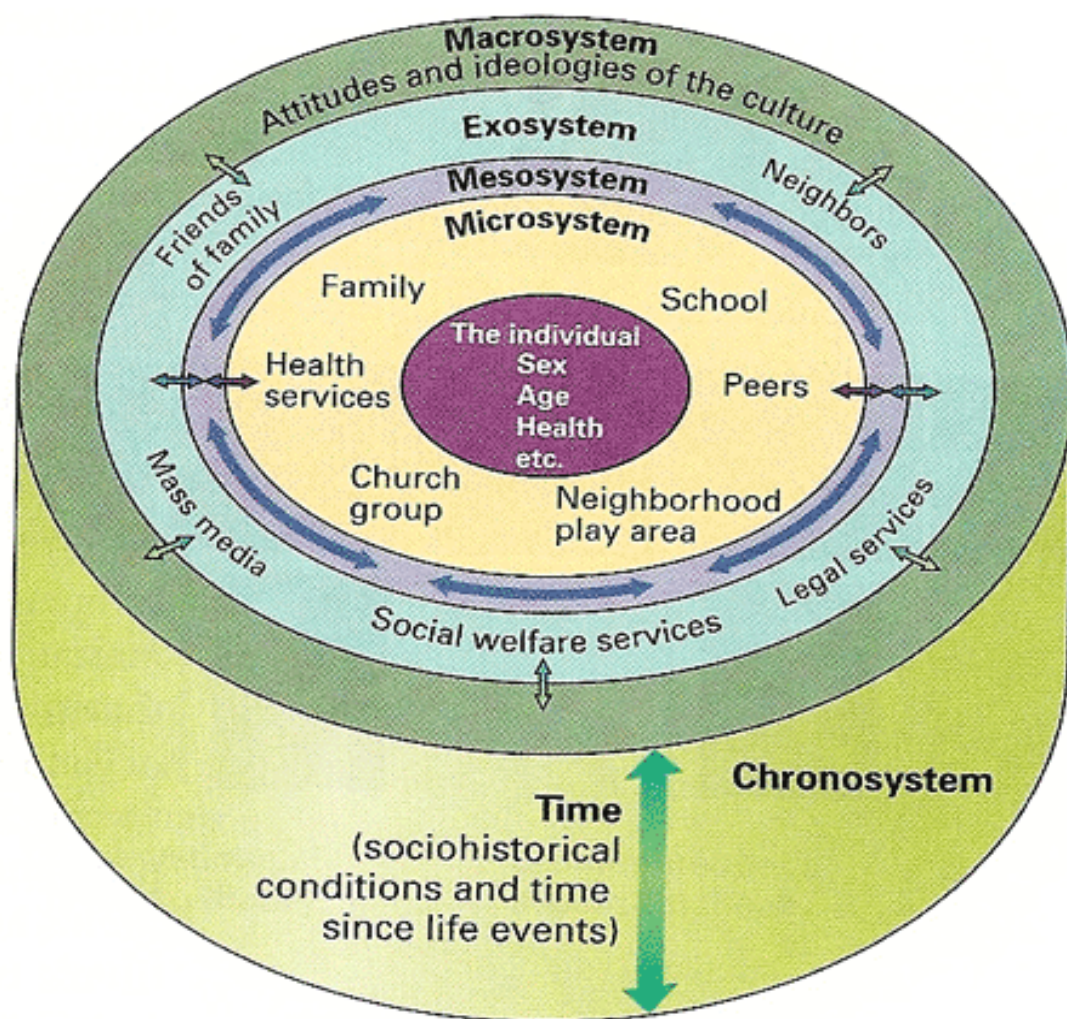 Macrosystem
Attitudes and ideologies of the culture
Exosystem
Mesosystem
Microsystem
Friends
of family
Neighbors
Family
School
The individual
Sex
Age
Health
etc.
Health
services
Peers
Church
group
Neighborhood
play area
Mass media
Legal services
Social welfare services
Chronosystem
Time
(sociohistorical
conditions and time
since life events)